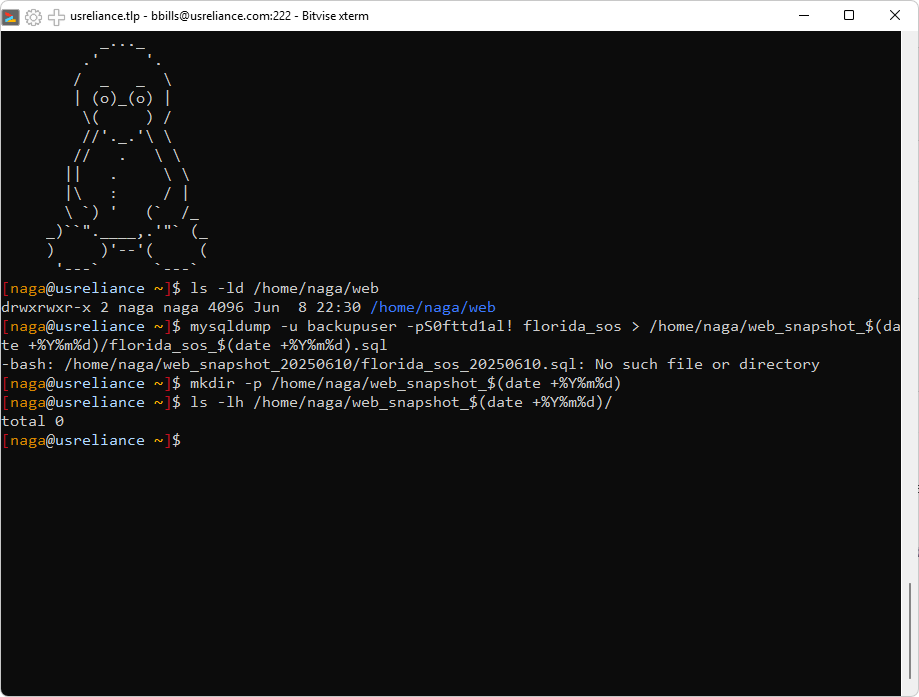 usreliance.tlp - bbills@usreliance.com:222 - Bitvise xterm
       _..._
     .'     '.
    /  _   _  \
    | (o)_(o) |
     \(     ) /
     //'._.'\ \
    //   .   \ \
   ||   .     \ \
   |\   :     / |
   \ `) '   (`  /_
 _)``".____,.'"` (_
 )     )'--'(     (
  '---`      `---`
[naga@usreliance ~]$ ls -ld /home/naga/web
drwxrwxr-x 2 naga naga 4096 Jun  8 22:30 /home/naga/web
[naga@usreliance ~]$ mysqldump -u backupuser -pS0fttd1al! florida_sos > /home/naga/web_snapshot_$(da
te +%Y%m%d)/florida_sos_$(date +%Y%m%d).sql
-bash: /home/naga/web_snapshot_20250610/florida_sos_20250610.sql: No such file or directory
[naga@usreliance ~]$ mkdir -p /home/naga/web_snapshot_$(date +%Y%m%d)
[naga@usreliance ~]$ ls -lh /home/naga/web_snapshot_$(date +%Y%m%d)/
total 0
[naga@usreliance ~]$